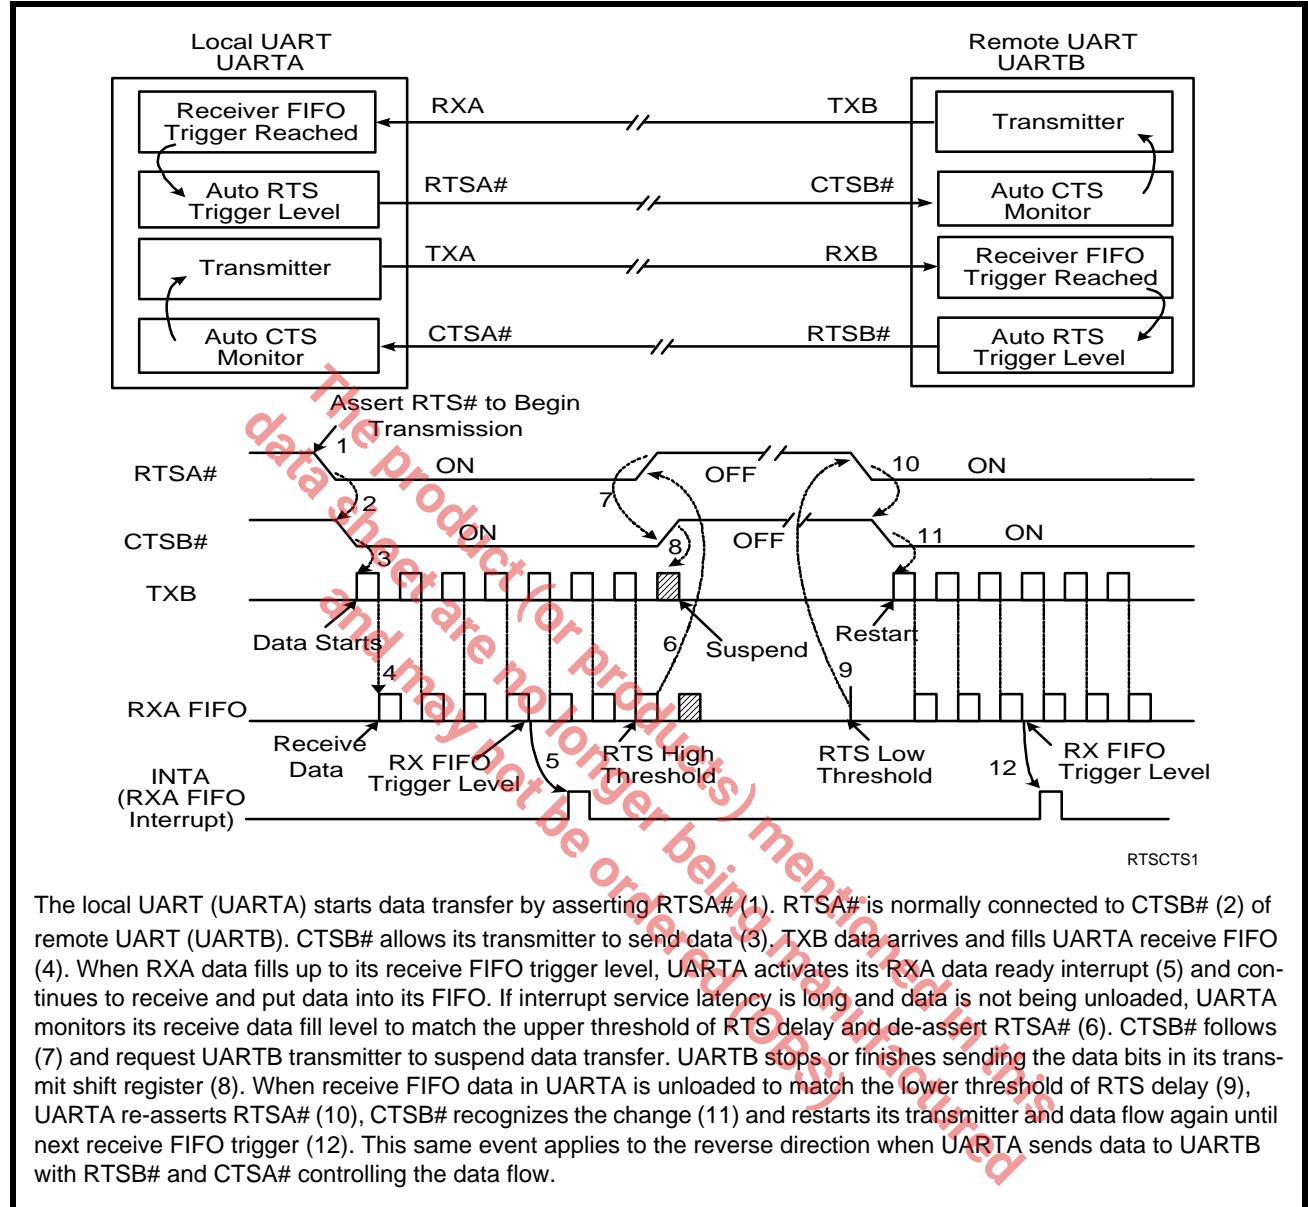 Local UART
UARTA
Remote UART
UARTB
Receiver FIFO
Trigger Reached
RXA
TXB
Transmitter
Auto RTS
Trigger Level
RTSA#
CTSB#
Auto CTS
Monitor
Transmitter
TXA
RXB
Receiver FIFO
Trigger Reached
Auto CTS
Monitor
CTSA#
RTSB#
Auto RTS
Trigger Level
Assert RTS# to Begin
Transmission
1
RTSA#
ON
7
OFF
10
ON
2
CTSB#
ON
8
OFF
11
ON
3
TXB
Data Starts
6
Suspend
Restart
4
9
RXA FIFO
Receive
Data
RX FIFO
Trigger Level
5
RTS High
Threshold
RTS Low
Threshold
12
RX FIFO
Trigger Level
INTA
(RXA FIFO
Interrupt)
RTSCTS1
The local UART (UARTA) starts data transfer by asserting RTSA# (1). RTSA# is normally connected to CTSB# (2) of
remote UART (UARTB). CTSB# allows its transmitter to send data (3). TXB data arrives and fills UARTA receive FIFO
(4). When RXA data fills up to its receive FIFO trigger level, UARTA activates its RXA data ready interrupt (5) and con-
tinues to receive and put data into its FIFO. If interrupt service latency is long and data is not being unloaded, UARTA
monitors its receive data fill level to match the upper threshold of RTS delay and de-assert RTSA# (6). CTSB# follows
(7) and request UARTB transmitter to suspend data transfer. UARTB stops or finishes sending the data bits in its trans-
mit shift register (8). When receive FIFO data in UARTA is unloaded to match the lower threshold of RTS delay (9),
UARTA re-asserts RTSA# (10), CTSB# recognizes the change (11) and restarts its transmitter and data flow again until
next receive FIFO trigger (12). This same event applies to the reverse direction when UARTA sends data to UARTB
with RTSB# and CTSA# controlling the data flow.
The product (or products) mentioned in this
data sheet are no longer being manufactured
and may not be ordered (OBS)